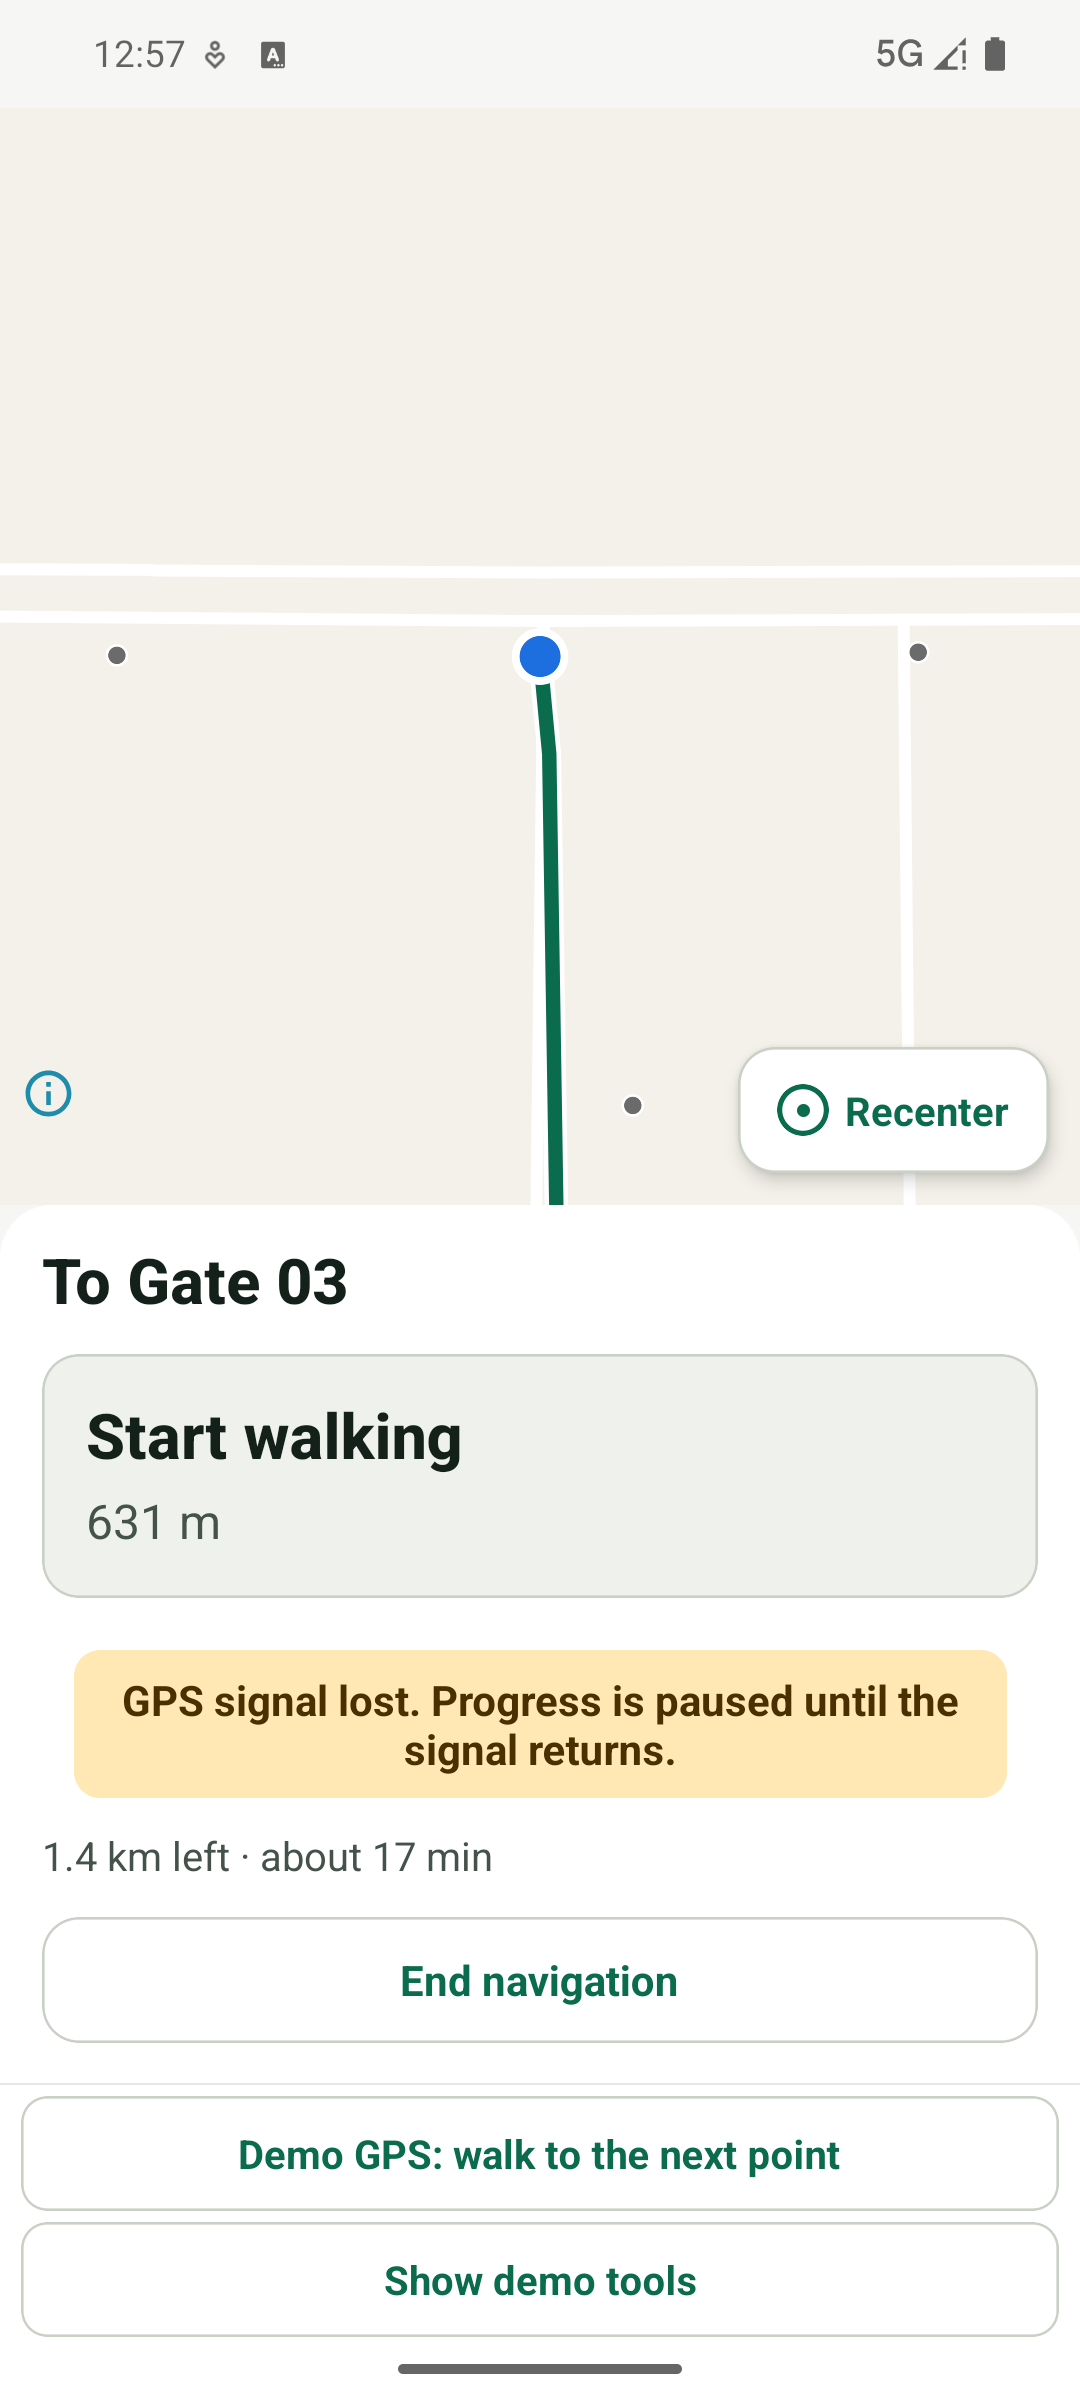 12:57
A
5G
Recenter
To Gate 03
Start walking
631 m
GPS signal lost. Progress is paused until the
signal returns.
1.4 km left · about 17 min
End navigation
Demo GPS: walk to the next point
Show demo tools